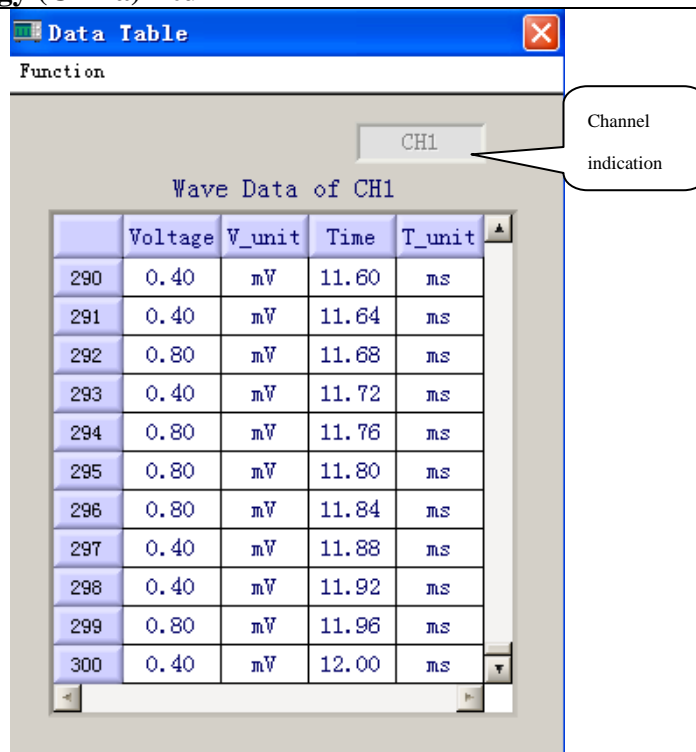 Data Table
Function
CH1
Channel
indication
Wave Data of CH1
Voltage V_unit Time T_unit
290 0.40 mV 11.60 ms
291 0.40 mV 11.64 ms
292 0.80 mV 11.68 ms
293 0.40 mV 11.72 ms
294 0.80 mV 11.76 ms
295 0.80 mV 11.80 ms
296 0.80 mV 11.84 ms
297 0.40 mV 11.88 ms
298 0.40 mV 11.92 ms
299 0.80 mV 11.96 ms
300 0.40 mV 12.00 ms